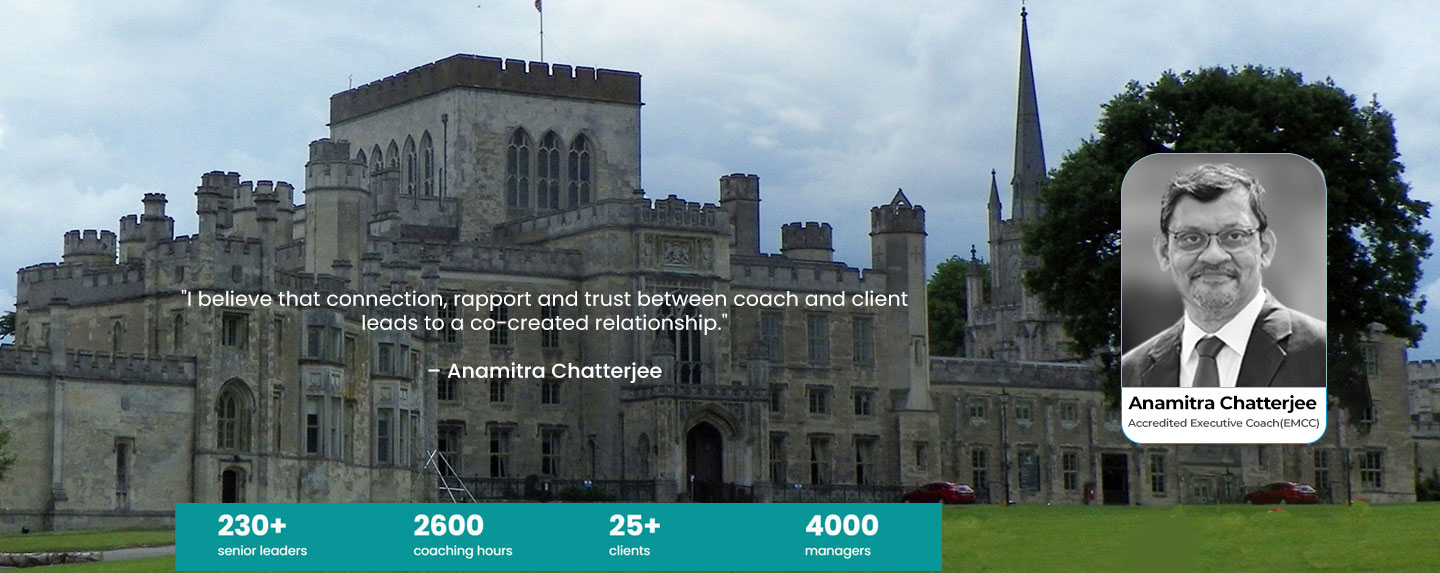 "I believe that connection, rapport and trust between coach and client
leads to a co-created relationship."
– Anamitra Chatterjee
Anamitra Chatterjee
Accredited Executive Coach(EMCC)
230+
senior leaders
2600
coaching hours
25+
clients
4000
managers